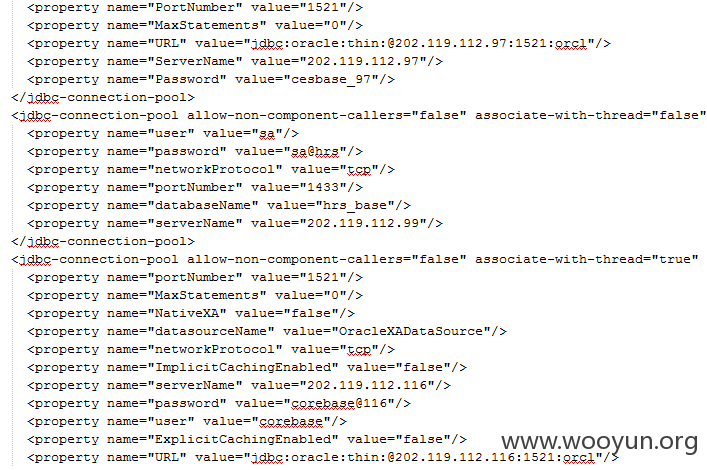 <property name="PortNumber" value="1521"/>
<property name="MaxStatements" value="0"/>
<property name="URL" value="jdbc:oracle:thin:@202.119.112.97:1521:orcl"/>
<property name="ServerName" value="202.119.112.97"/>
<property name="Password" value="cesbase_97"/>
</jdbc-connection-pool>
<jdbc-connection-pool allow-non-component-callers="false" associate-with-thread="false"
<property name="user" value="sa"/>
<property name="password" value="sa@hrs"/>
<property name="networkProtocol" value="tcp"/>
<property name="portNumber" value="1433"/>
<property name="databaseName" value="hrs_base"/>
<property name="serverName" value="202.119.112.99"/>
</jdbc-connection-pool>
<jdbc-connection-pool allow-non-component-callers="false" associate-with-thread="true"
<property name="portNumber" value="1521"/>
<property name="MaxStatements" value="0"/>
<property name="NativeXA" value="false"/>
<property name="datasourceName" value="OracleXADataSource"/>
<property name="networkProtocol" value="tcp"/>
<property name="ImplicitCachingEnabled" value="false"/>
<property name="serverName" value="202.119.112.116"/>
<property name="password" value="corebase@116"/>
<property name="user" value="corebase"/>
<property name="ExplicitCachingEnabled" value="false"/>
<property name="URL" value="jdbc:oracle:thin:@202.119.112.116:1521:orcl"/>
www.wooyun.org